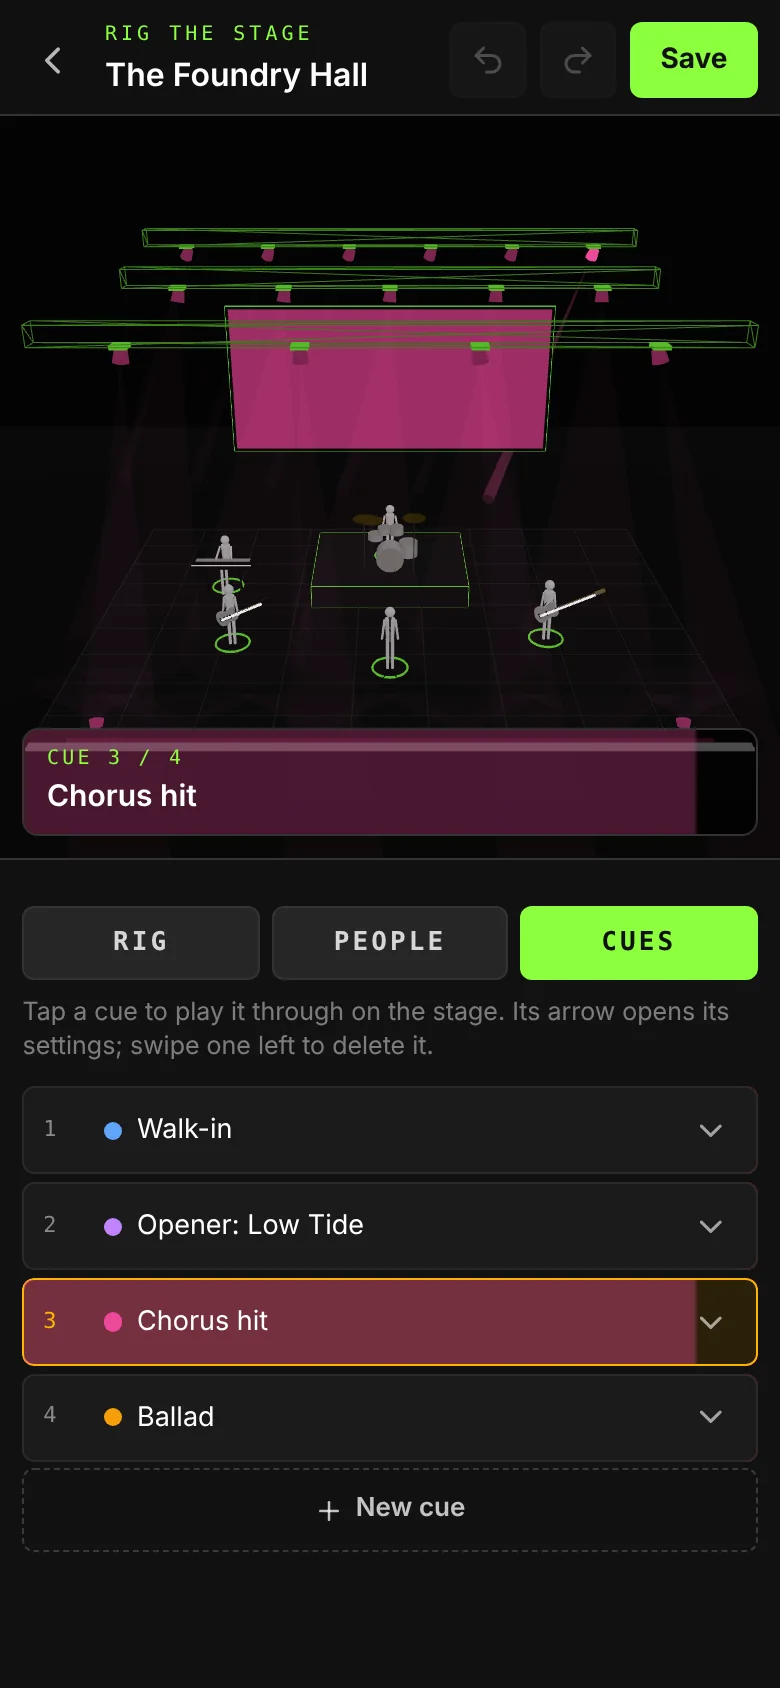 RIG THE STAGE
The Foundry Hall
Save
CUE 3 / 4
Chorus hit
RIG
PEOPLE
CUES
Tap a cue to play it through on the stage. Its arrow opens its
settings; swipe one left to delete it.
1 Walk-in
2 Opener: Low Tide
3 Chorus hit
4 Ballad
+ New cue